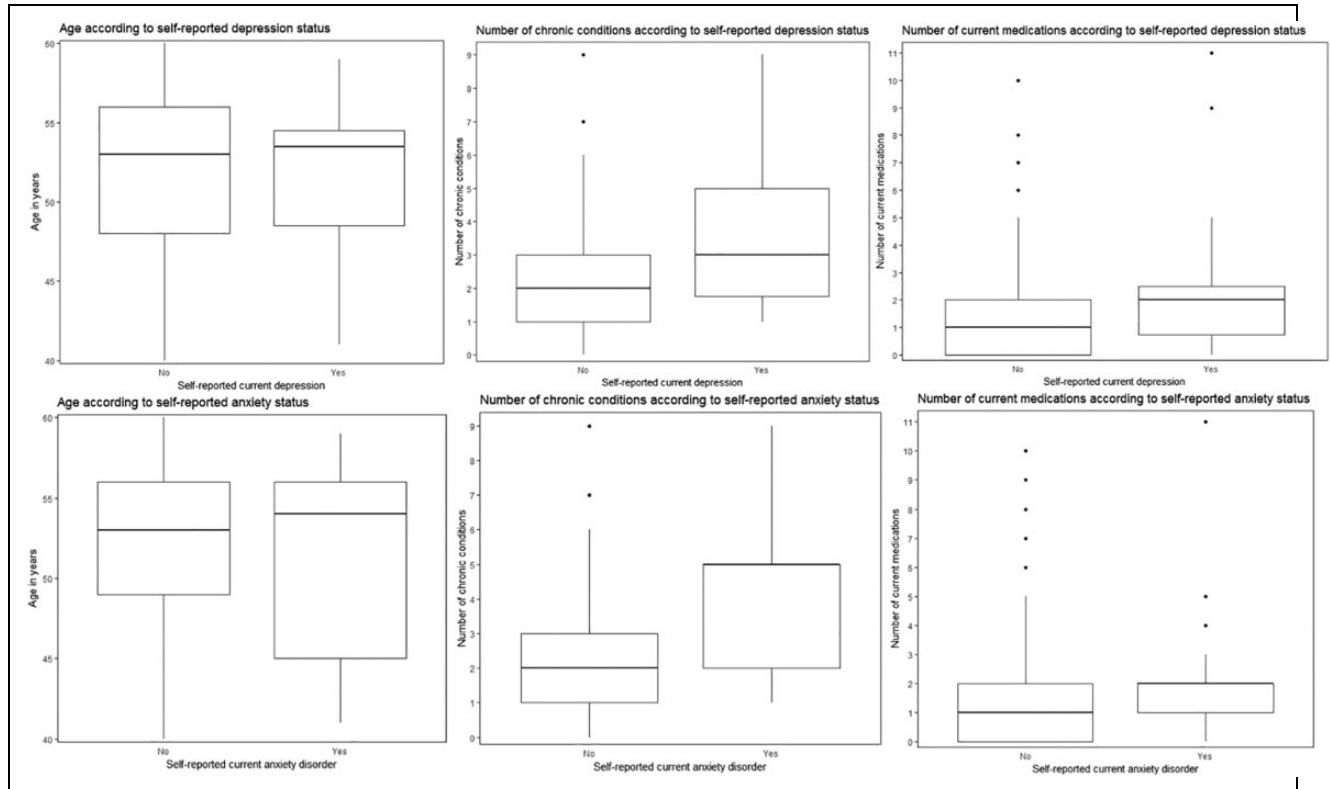 Age according to self-reported depression status
60
55
50
45
40
Age in years
No
Yes
Self-reported current depression
Number of chronic conditions according to self-reported depression status
9
8
7
6
5
4
3
2
1
0
Number of chronic conditions
No
Yes
Self-reported current depression
Number of current medications according to self-reported depression status
11
10
9
8
7
6
5
4
3
2
1
0
Number of current medications
No
Yes
Self-reported current depression
Age according to self-reported anxiety status
60
55
50
45
40
Age in years
No
Yes
Self-reported current anxiety disorder
Number of chronic conditions according to self-reported anxiety status
9
8
7
6
5
4
3
2
1
0
Number of chronic conditions
No
Yes
Self-reported current anxiety disorder
Number of current medications according to self-reported anxiety status
11
10
9
8
7
6
5
4
3
2
1
0
Number of current medications
No
Yes
Self-reported current anxiety disorder